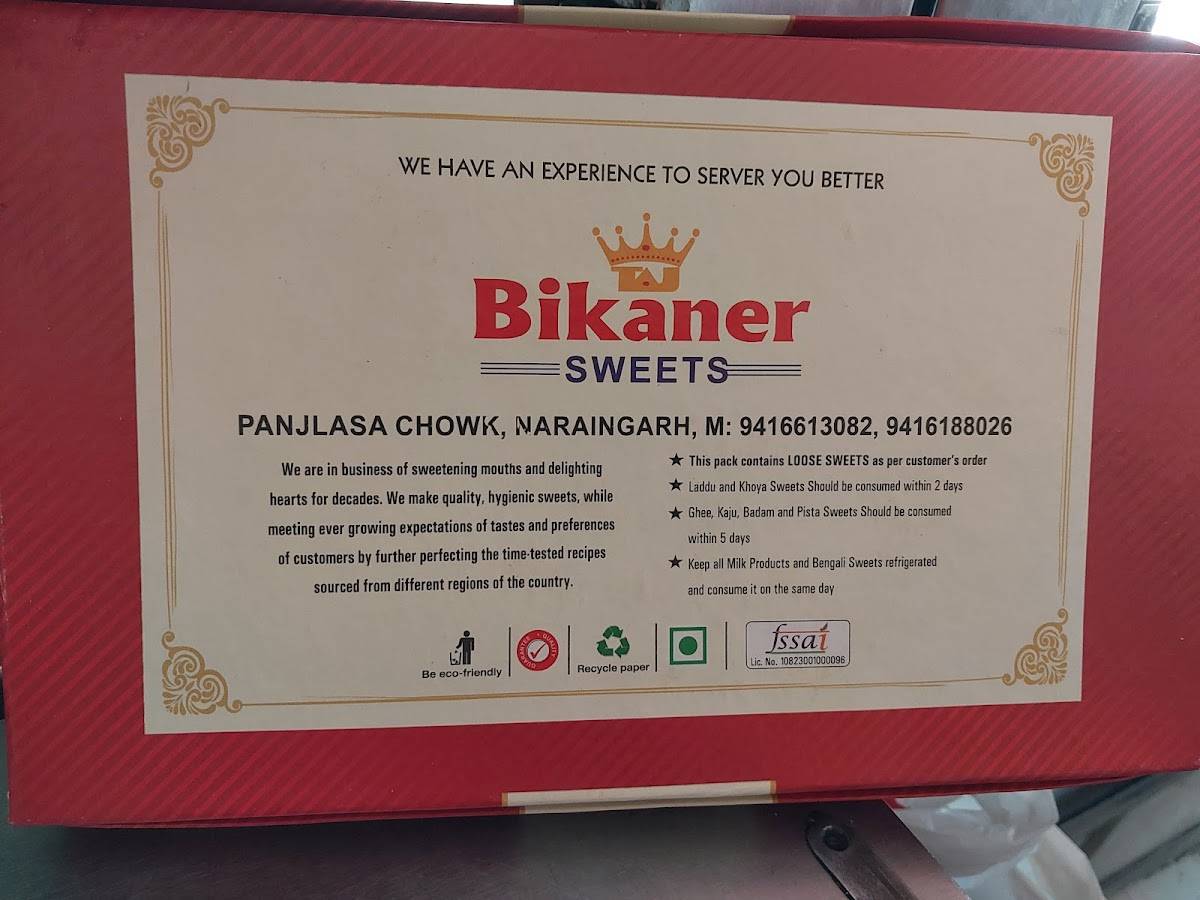 WE HAVE AN EXPERIENCE TO SERVER YOU BETTER
TAJ
Bikaner
SWEETS
PANJLASA CHOWK, NARAINGARH, M: 9416613082, 9416188026
We are in business of sweetening mouths and delighting
hearts for decades. We make quality, hygienic sweets, while
meeting ever growing expectations of tastes and preferences
of customers by further perfecting the time-tested recipes
sourced from different regions of the country.
This pack contains LOOSE SWEETS as per customer's order
Laddu and Khoya Sweets Should be consumed within 2 days
Ghee, Kaju, Badam and Pista Sweets Should be consumed
within 5 days
Keep all Milk Products and Bengali Sweets refrigerated
and consume it on the same day
Be eco-friendly
QUALITY GUARANTEE
Recycle paper
fssai
Lic. No. 10823001000096